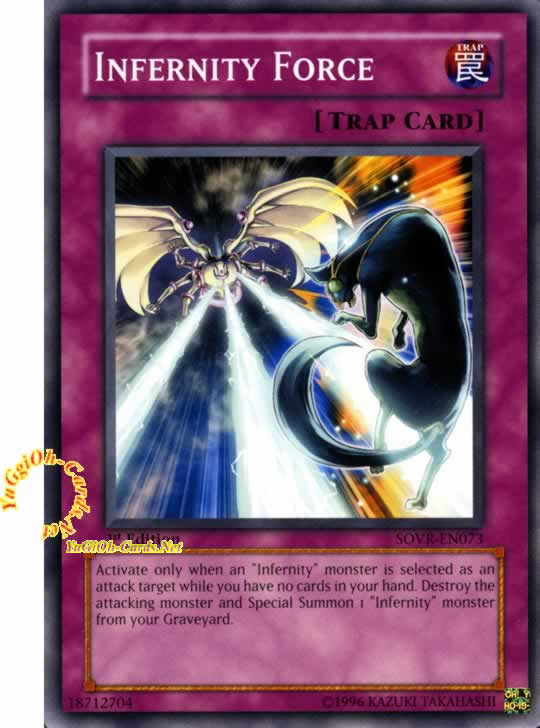 INFERNITY FORCE
TRAP
罠
[TRAP CARD]
1st Edition
SOVR-EN073
YuGgiOh-Cards.Net
YuGiOh-Cards.Net
Activate only when an "Infernity" monster is selected as an
attack target while you have no cards in your hand. Destroy the
attacking monster and Special Summon 1 "Infernity" monster
from your Graveyard.
18712704
©1996 KAZUKI TAKAHASHI